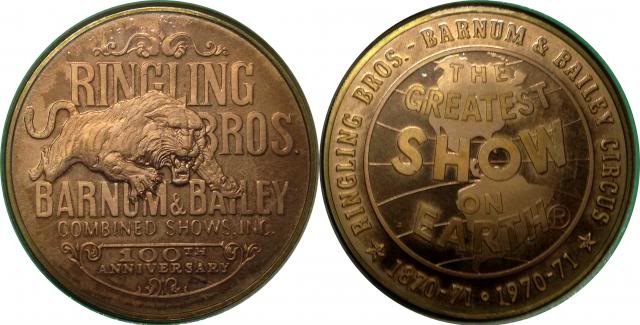 RINGLING
BROS.
BARNUM & BAILEY
COMBINED SHOWS, INC.
100TH
ANNIVERSARY
RINGLING BROS. - BARNUM & BAILEY CIRCUS
THE
GREATEST
SHOW
ON
EARTH®
★ 1870-71 • 1970-71 ★